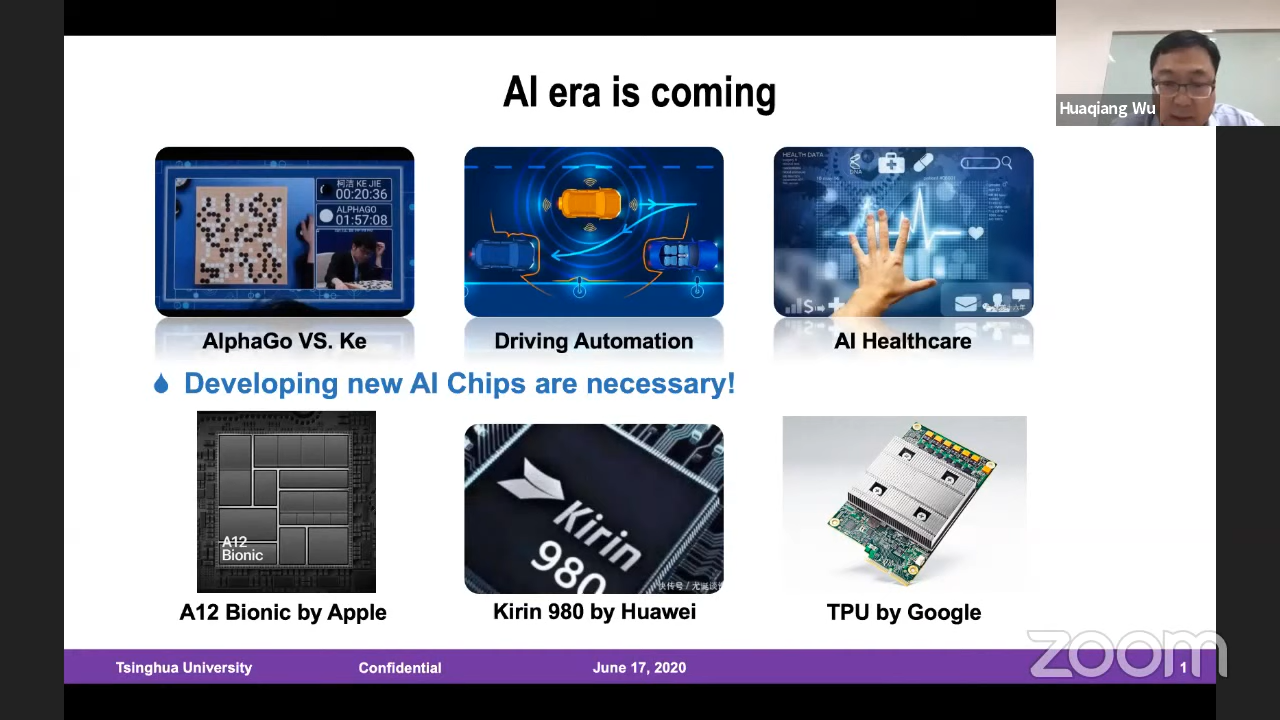 AI era is coming
Huaqiang Wu
柯洁 KE JIE
00:20:36
ALPHAGO
01:57:08
HEALTH DATA
DNA
AlphaGo VS. Ke
Driving Automation
AI Healthcare
Developing new AI Chips are necessary!
A12
Bionic
Kirin
980
A12 Bionic by Apple
Kirin 980 by Huawei
TPU by Google
zoom
Tsinghua University
Confidential
June 17, 2020
1